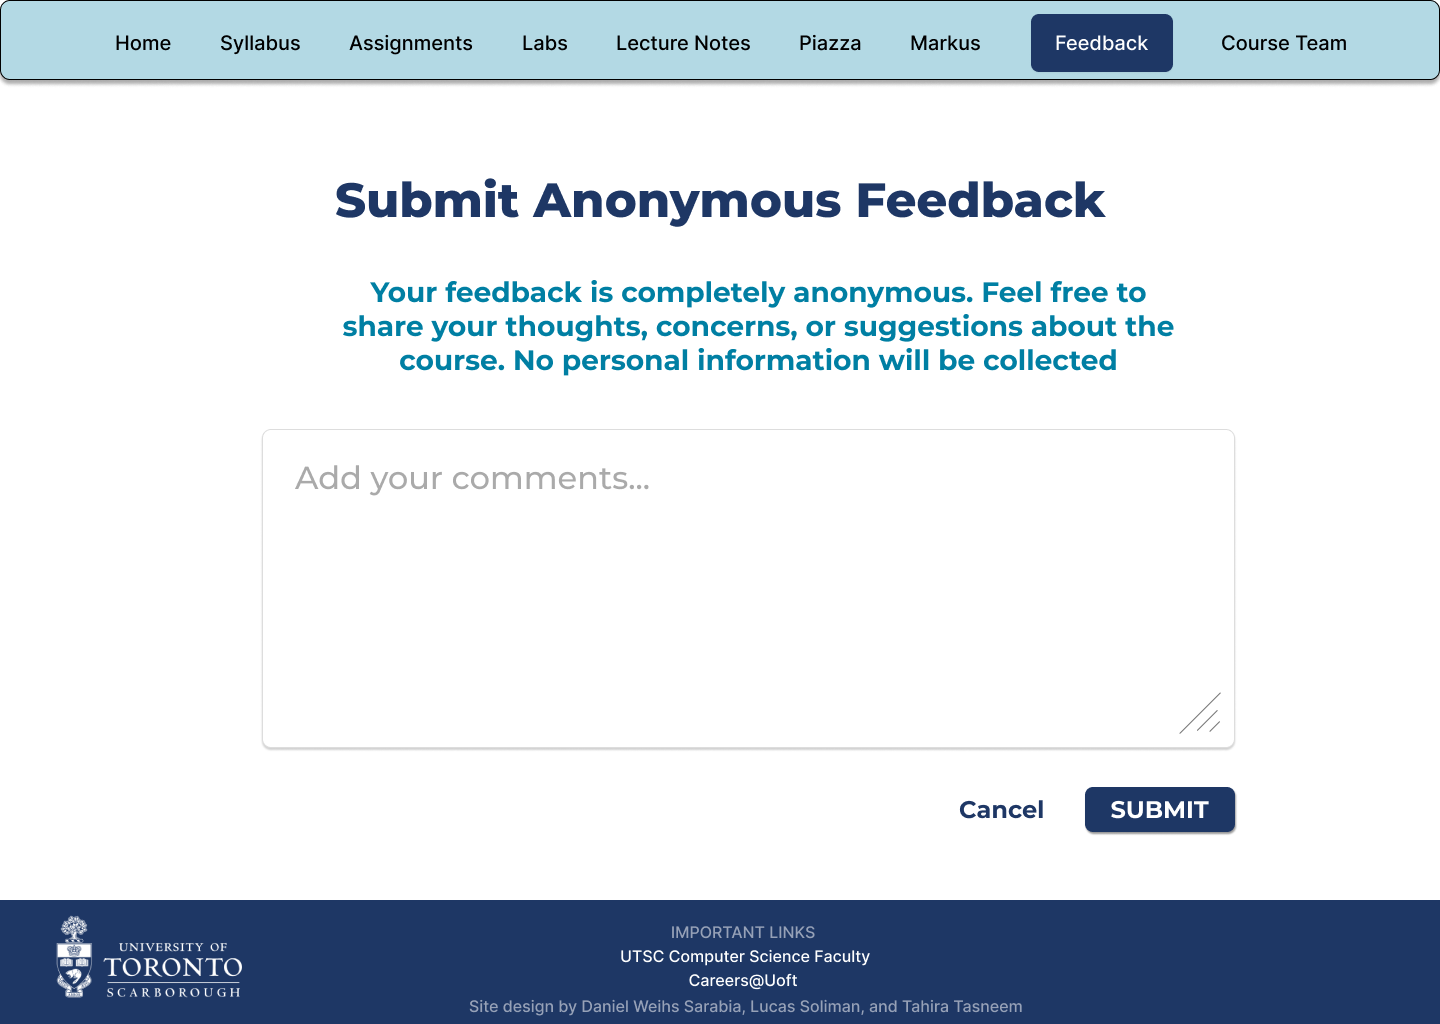 Home Syllabus Assignments Labs Lecture Notes Piazza Markus Feedback Course Team
Submit Anonymous Feedback
Your feedback is completely anonymous. Feel free to
share your thoughts, concerns, or suggestions about the
course. No personal information will be collected
Add your comments...
Cancel SUBMIT
UNIVERSITY OF
TORONTO
SCARBOROUGH
IMPORTANT LINKS
UTSC Computer Science Faculty
Careers@Uoft
Site design by Daniel Weihs Sarabia, Lucas Soliman, and Tahira Tasneem